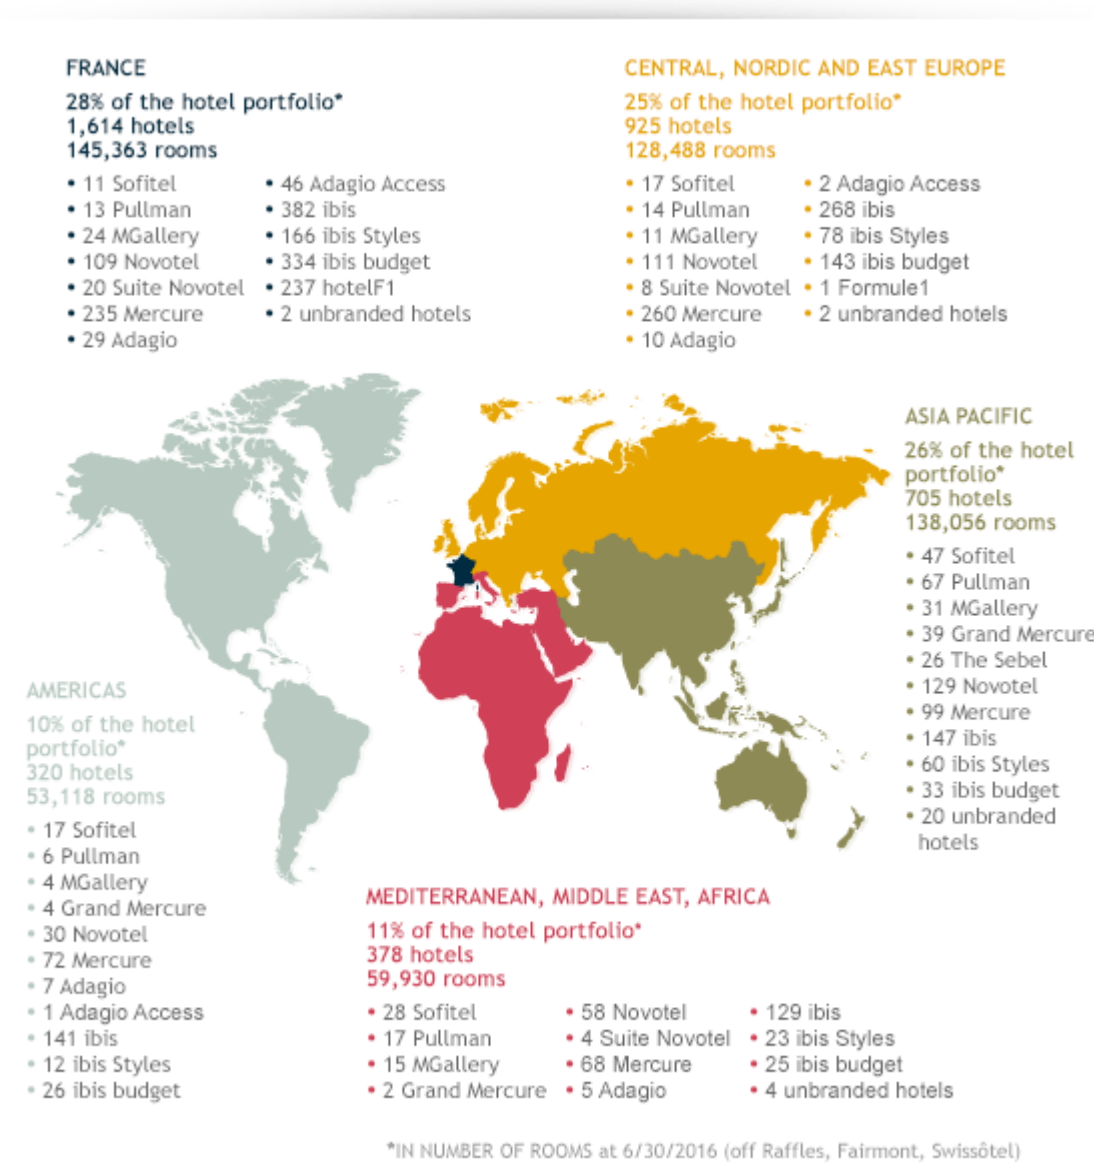 FRANCE
28% of the hotel portfolio*
1,614 hotels
145,363 rooms
• 11 Sofitel
• 13 Pullman
• 24 MGallery
• 109 Novotel
• 20 Suite Novotel
• 235 Mercure
• 29 Adagio
• 46 Adagio Access
• 382 ibis
• 166 ibis Styles
• 334 ibis budget
• 237 hotelF1
• 2 unbranded hotels
CENTRAL, NORDIC AND EAST EUROPE
25% of the hotel portfolio*
925 hotels
128,488 rooms
• 17 Sofitel
• 14 Pullman
• 11 MGallery
• 111 Novotel
• 8 Suite Novotel
• 260 Mercure
• 10 Adagio
• 2 Adagio Access
• 268 ibis
• 78 ibis Styles
• 143 ibis budget
• 1 Formule1
• 2 unbranded hotels
ASIA PACIFIC
26% of the hotel
portfolio*
705 hotels
138,056 rooms
• 47 Sofitel
• 67 Pullman
• 31 MGallery
• 39 Grand Mercure
• 26 The Sebel
• 129 Novotel
• 99 Mercure
• 147 ibis
• 60 ibis Styles
• 33 ibis budget
• 20 unbranded
hotels
AMERICAS
10% of the hotel
portfolio*
320 hotels
53,118 rooms
• 17 Sofitel
• 6 Pullman
• 4 MGallery
• 4 Grand Mercure
• 30 Novotel
• 72 Mercure
• 7 Adagio
• 1 Adagio Access
• 141 ibis
• 12 ibis Styles
• 26 ibis budget
MEDITERRANEAN, MIDDLE EAST, AFRICA
11% of the hotel portfolio*
378 hotels
59,930 rooms
• 28 Sofitel
• 17 Pullman
• 15 MGallery
• 2 Grand Mercure
• 58 Novotel
• 4 Suite Novotel
• 68 Mercure
• 5 Adagio
• 129 ibis
• 23 ibis Styles
• 25 ibis budget
• 4 unbranded hotels
*IN NUMBER OF ROOMS at 6/30/2016 (off Raffles, Fairmont, Swissôtel)